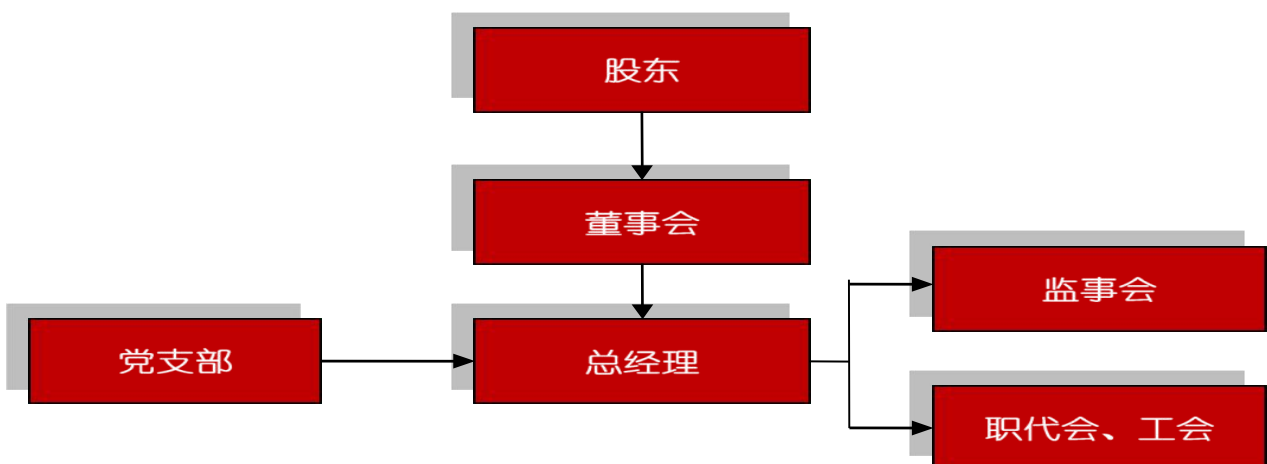 股东
董事会
监事会
党支部
总经理
职代会、工会